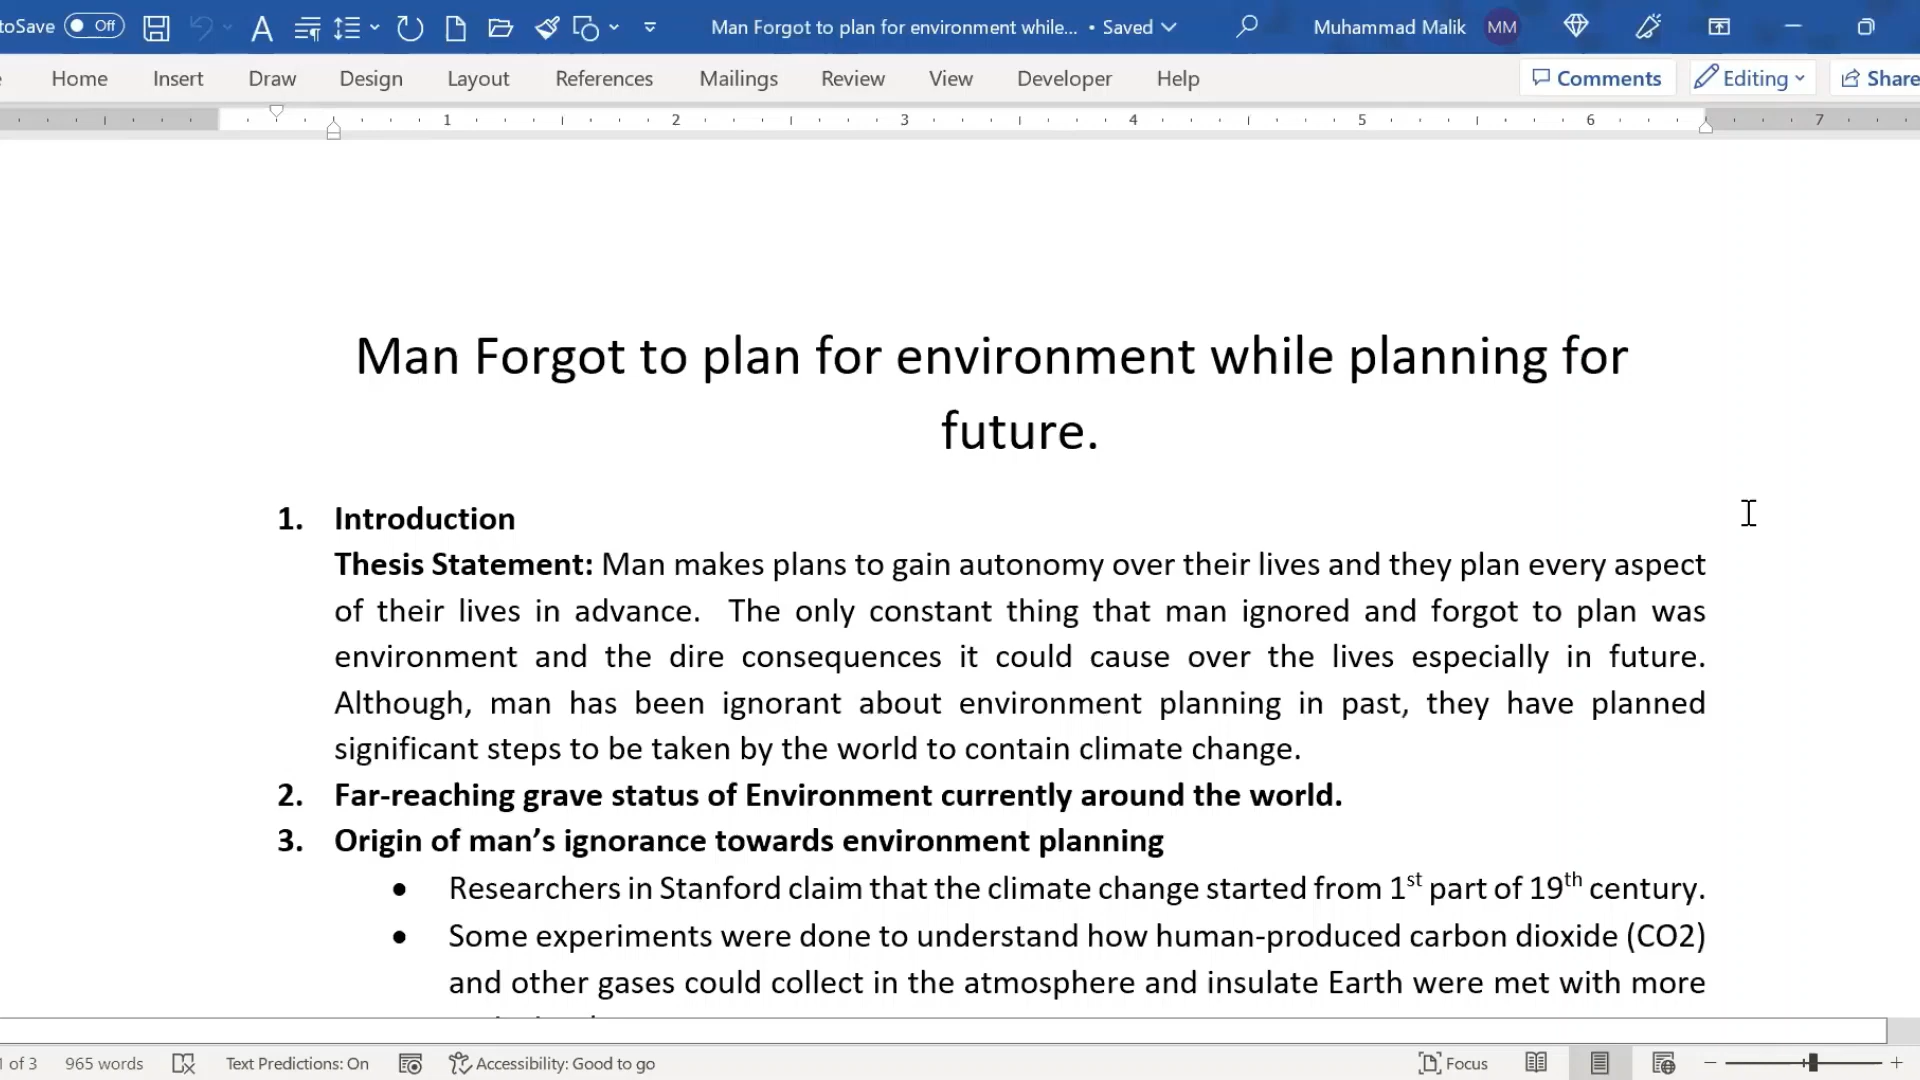 toSave Off Man Forgot to plan for environment while... • Saved Muhammad Malik MM
Home Insert Draw Design Layout References Mailings Review View Developer Help Comments Editing Share
1 2 3 4 5 6 7
Man Forgot to plan for environment while planning for
future.
1. Introduction
Thesis Statement: Man makes plans to gain autonomy over their lives and they plan every aspect
of their lives in advance. The only constant thing that man ignored and forgot to plan was
environment and the dire consequences it could cause over the lives especially in future.
Although, man has been ignorant about environment planning in past, they have planned
significant steps to be taken by the world to contain climate change.
2. Far-reaching grave status of Environment currently around the world.
3. Origin of man’s ignorance towards environment planning
• Researchers in Stanford claim that the climate change started from 1st part of 19th century.
• Some experiments were done to understand how human-produced carbon dioxide (CO2)
and other gases could collect in the atmosphere and insulate Earth were met with more
1 of 3 965 words Text Predictions: On Accessibility: Good to go Focus